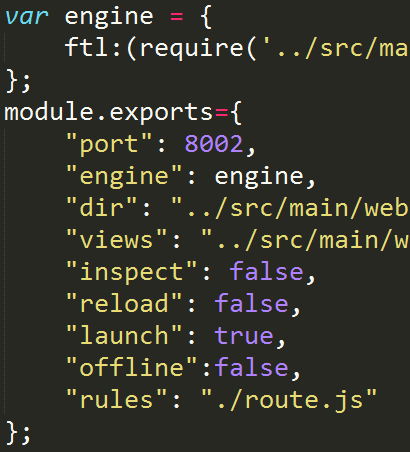 var engine = {
    ftl:(require('../src/ma
};
module.exports={
    "port": 8002,
    "engine": engine,
    "dir": "../src/main/web
    "views": "../src/main/w
    "inspect": false,
    "reload": false,
    "launch": true,
    "offline":false,
    "rules": "./route.js"
};